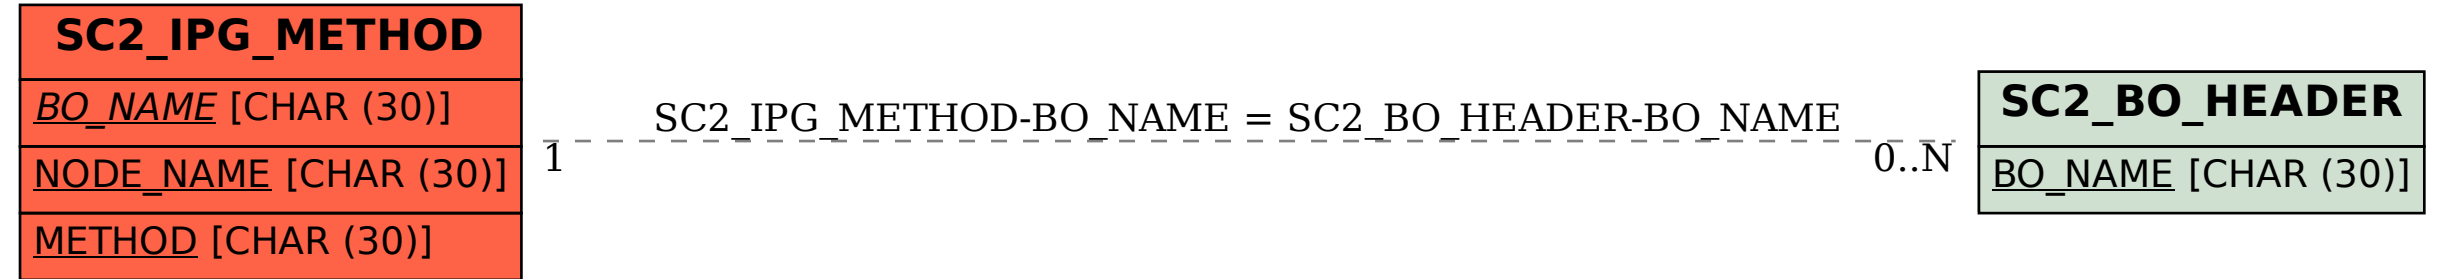 SC2_IPG_METHOD
BO_NAME [CHAR (30)]
NODE_NAME [CHAR (30)]
METHOD [CHAR (30)]
SC2_IPG_METHOD-BO_NAME = SC2_BO_HEADER-BO_NAME
1
0..N
SC2_BO_HEADER
BO_NAME [CHAR (30)]